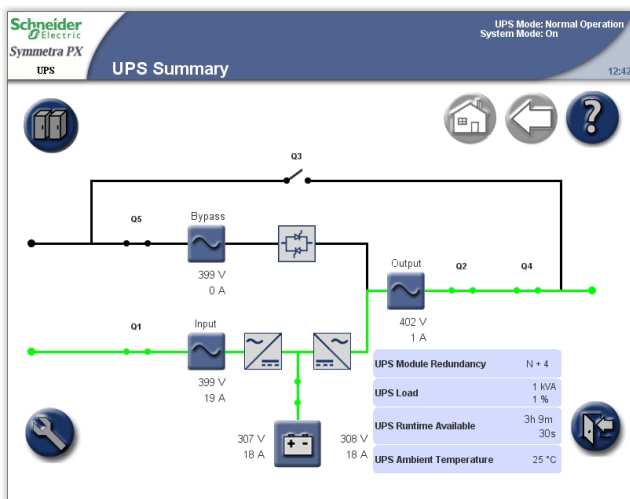 Schneider
Electric
Symmetra PX
UPS
UPS Summary
UPS Mode: Normal Operation
System Mode: On
12:42
?
Q3
Q5
Bypass
399 V
0 A
Output
402 V
1 A
Q2
Q4
Q1
Input
399 V
19 A
307 V
18 A
308 V
18 A
UPS Module Redundancy N + 4
UPS Load 1 kVA
1 %
UPS Runtime Available 3h 9m
30s
UPS Ambient Temperature 25 °C